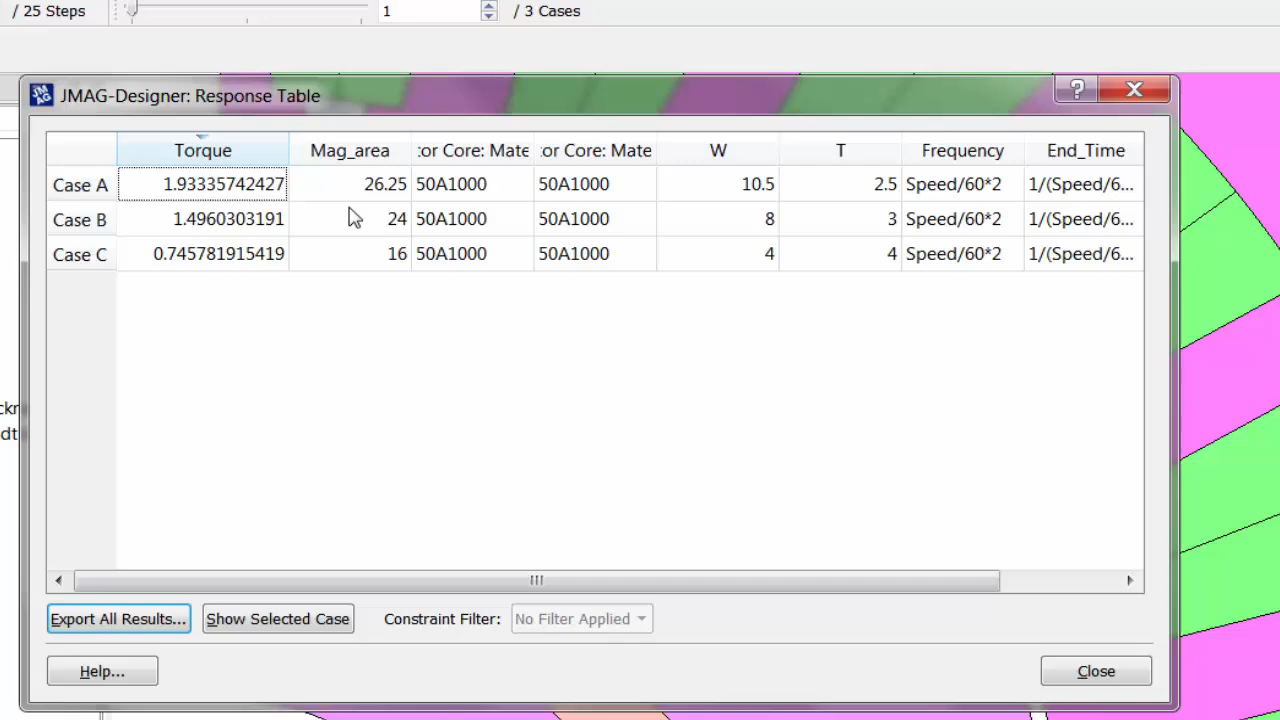 / 25 Steps 1 / 3 Cases
JMAG-Designer: Response Table ?
Torque Mag_area :or Core: Mate :or Core: Mate W T Frequency End_Time
Case A 1.93335742427 26.25 50A1000 50A1000 10.5 2.5 Speed/60*2 1/(Speed/6...
Case B 1.4960303191 24 50A1000 50A1000 8 3 Speed/60*2 1/(Speed/6...
Case C 0.745781915419 16 50A1000 50A1000 4 4 Speed/60*2 1/(Speed/6...
ckr
dt
Export All Results... Show Selected Case Constraint Filter: No Filter Applied
Help... Close